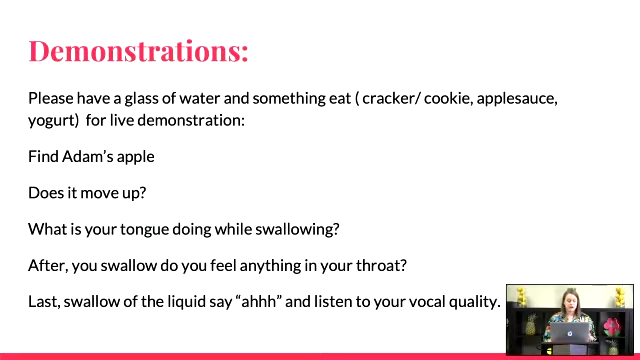 Demonstrations:
Please have a glass of water and something eat ( cracker/ cookie, applesauce,
yogurt)  for live demonstration:
Find Adam’s apple
Does it move up?
What is your tongue doing while swallowing?
After, you swallow do you feel anything in your throat?
Last, swallow of the liquid say “ahhh” and listen to your vocal quality.